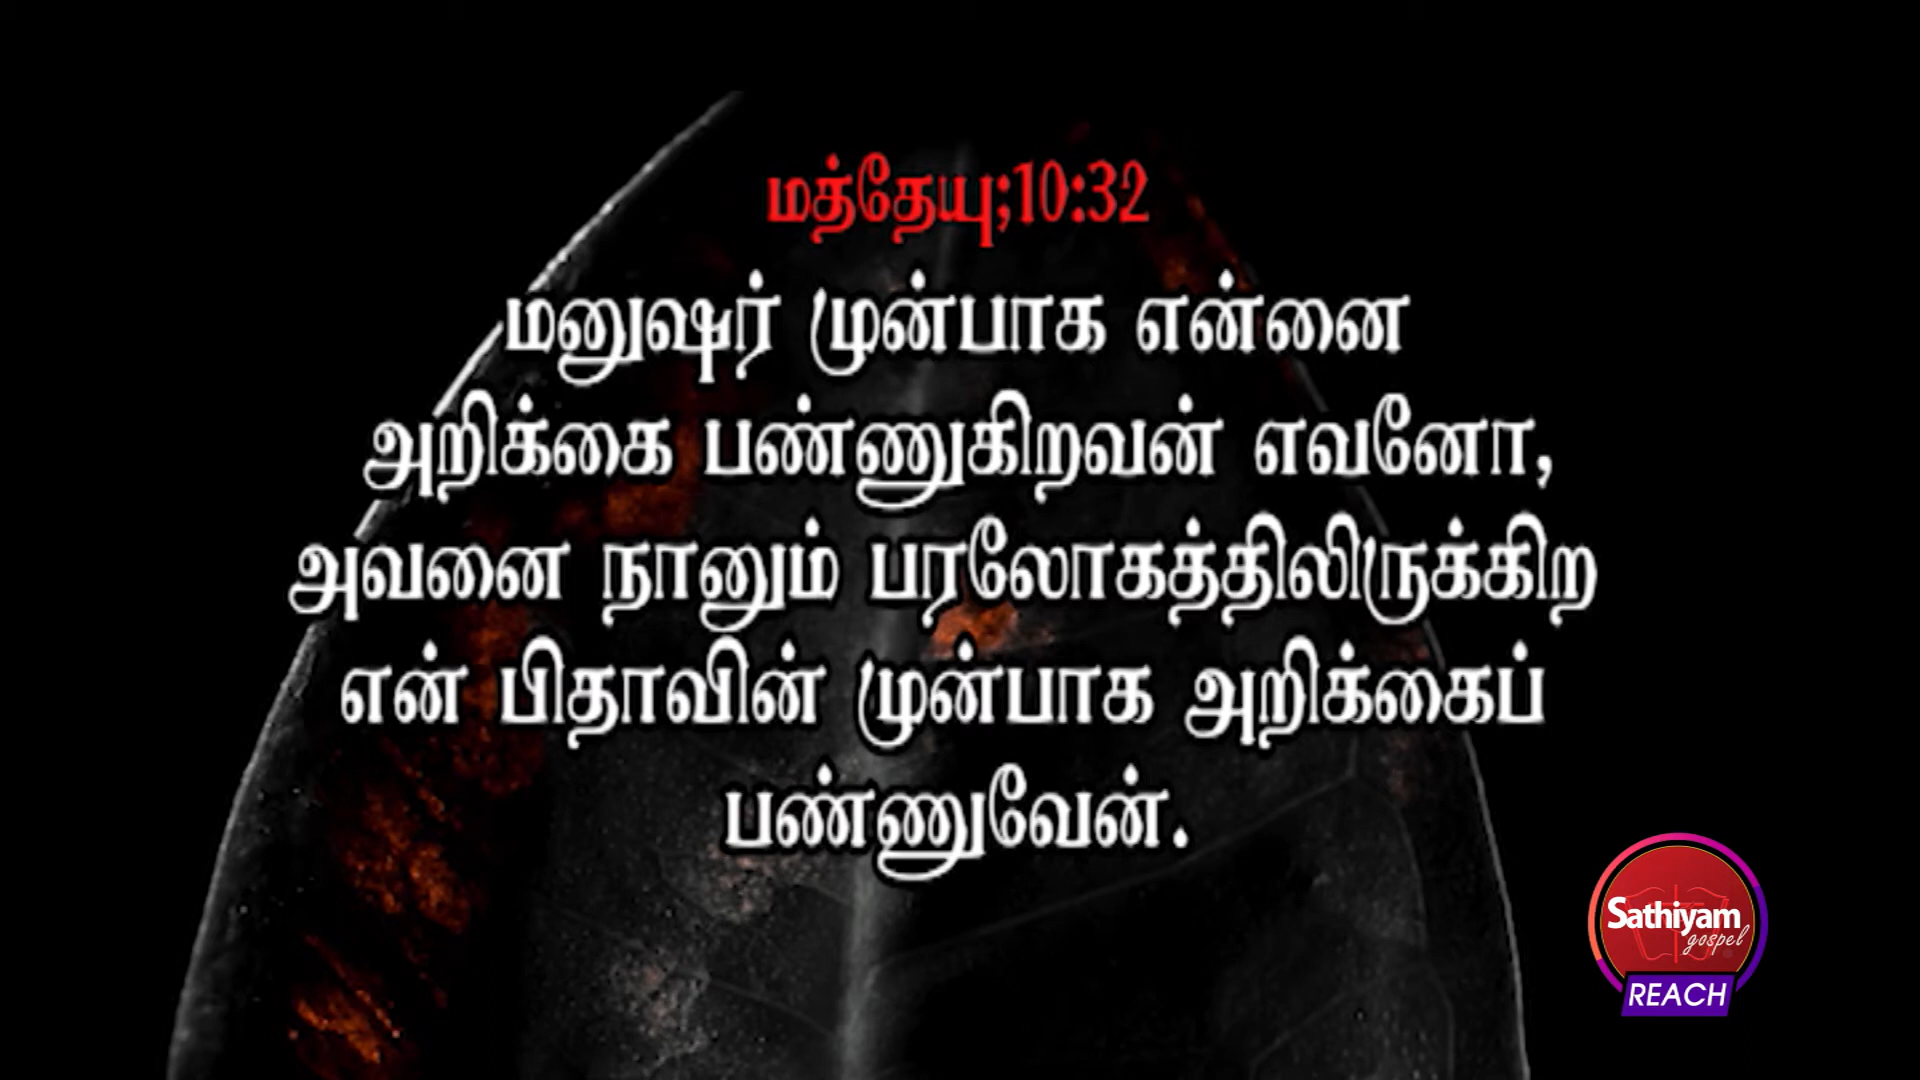 மத்தேயு;10:32
மனுஷர் முன்பாக என்னை
அறிக்கை பண்ணுகிறவன் எவனோ,
அவனை நானும் பரலோகத்திலிருக்கிற
என் பிதாவின் முன்பாக அறிக்கைப்
பண்ணுவேன்.
Sathiyam
gospel
REACH